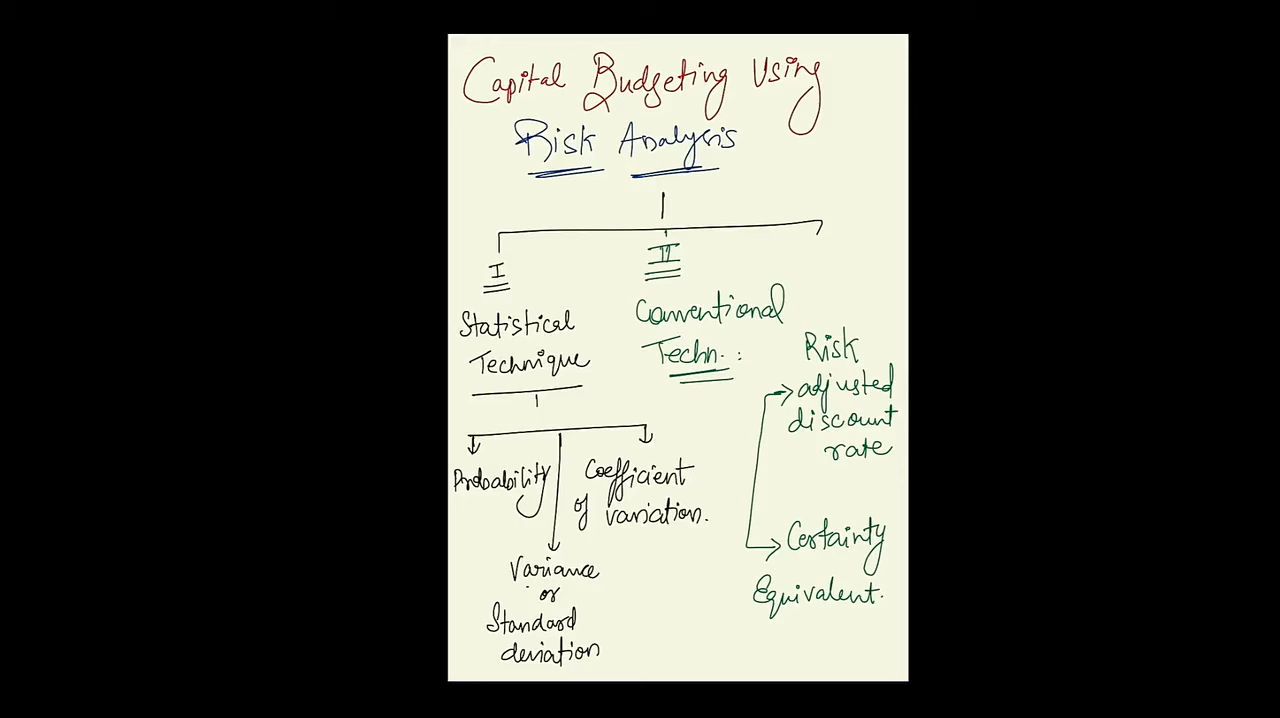 Capital Budgeting Using
Risk Analysis
I
Statistical
Technique
Probability
Variance
or
Standard
deviation
Coefficient
of variation.
II
Conventional
Techn. :
Risk
adjusted
discount
rate
Certainty
Equivalent.